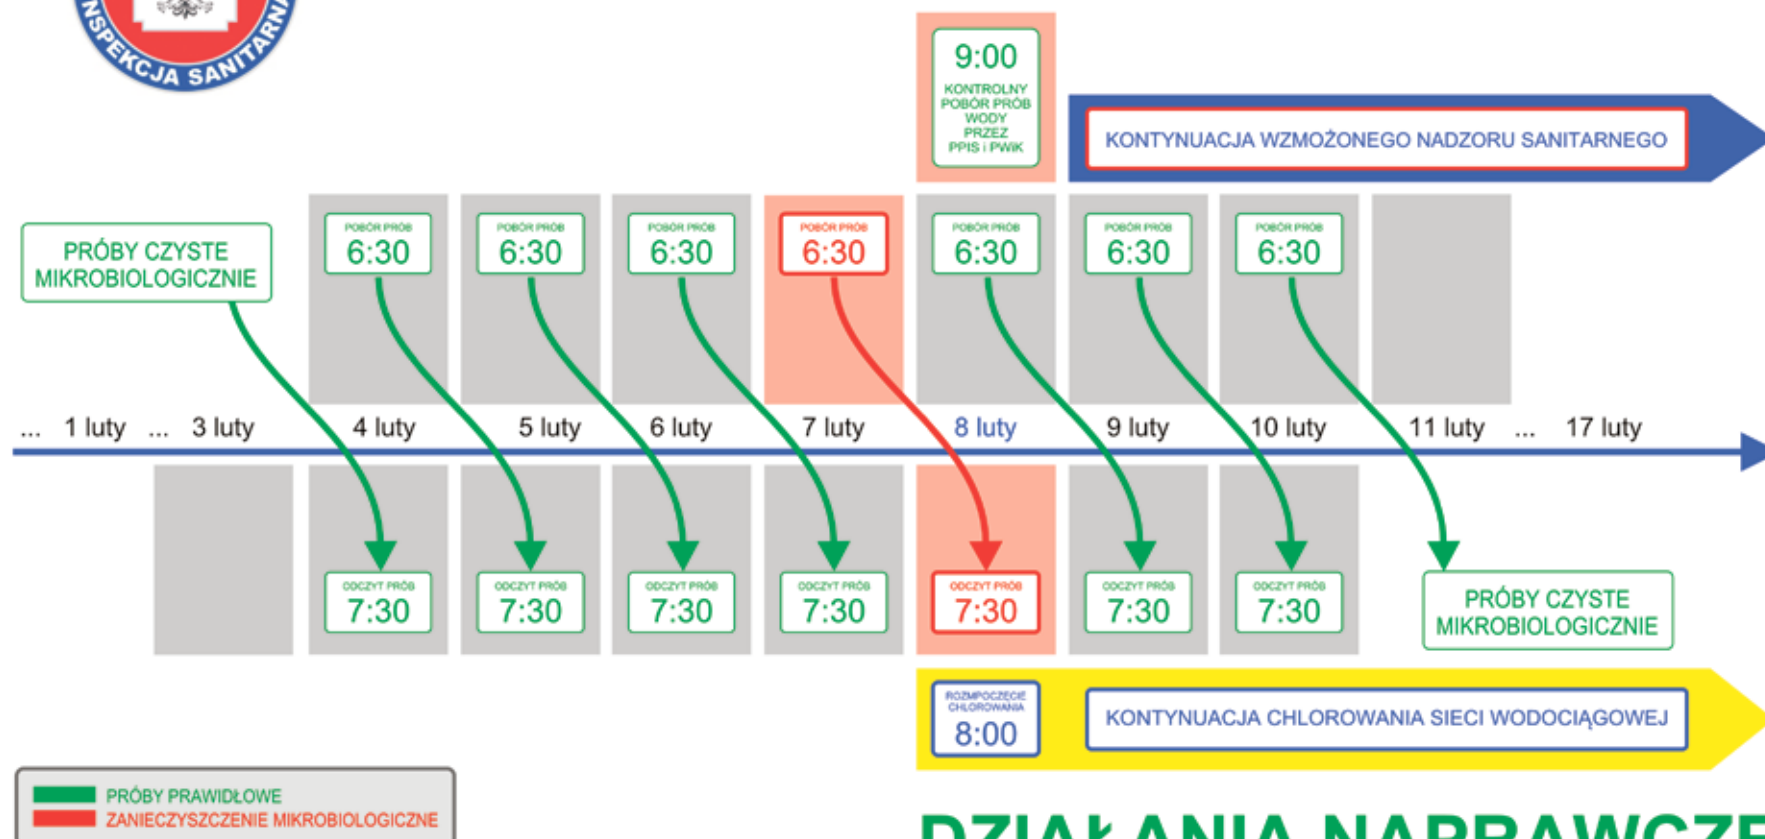 INSPEKCJA SANITARNA
9:00
KONTROLNY
POBÓR PRÓB
WODY
PRZEZ
PPIS i PWiK
KONTYNUACJA WZMOŻONEGO NADZORU SANITARNEGO
PRÓBY CZYSTE
MIKROBIOLOGICZNIE
POBÓR PRÓB
6:30
POBÓR PRÓB
6:30
POBÓR PRÓB
6:30
POBÓR PRÓB
6:30
POBÓR PRÓB
6:30
POBÓR PRÓB
6:30
POBÓR PRÓB
6:30
... 1 luty ... 3 luty 4 luty 5 luty 6 luty 7 luty 8 luty 9 luty 10 luty 11 luty ... 17 luty
ODCZYT PRÓB
7:30
ODCZYT PRÓB
7:30
ODCZYT PRÓB
7:30
ODCZYT PRÓB
7:30
ODCZYT PRÓB
7:30
ODCZYT PRÓB
7:30
ODCZYT PRÓB
7:30
PRÓBY CZYSTE
MIKROBIOLOGICZNIE
ROZMPOCZĘCIE
CHLOROWANIA
8:00
KONTYNUACJA CHLOROWANIA SIECI WODOCIĄGOWEJ
PRÓBY PRAWIDŁOWE
ZANIECZYSZCZENIE MIKROBIOLOGICZNE
DZIAŁANIA NAPRAWCZE